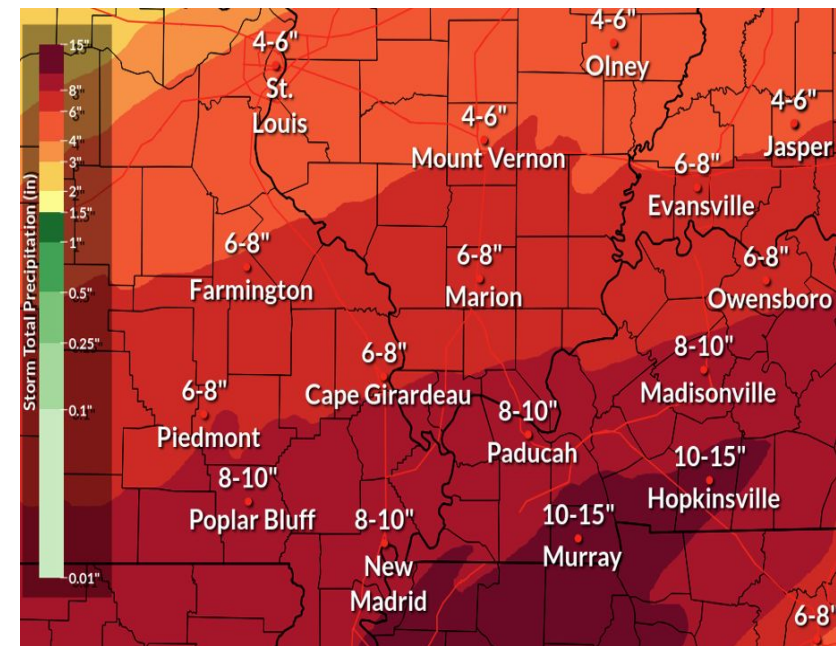 4-6"
Olney
4-6"
St.
Louis
15"
8"
6"
4"
3"
2"
1.5"
1"
0.5"
0.25"
0.1"
0.01"
Storm Total Precipitation (in)
4-6"
Mount Vernon
4-6"
Jasper
6-8"
Evansville
6-8"
Farmington
6-8"
Marion
6-8"
Owensboro
6-8"
Cape Girardeau
8-10"
Madisonville
6-8"
Piedmont
8-10"
Paducah
8-10"
Poplar Bluff
8-10"
New
Madrid
10-15"
Hopkinsville
10-15"
Murray
6-8"